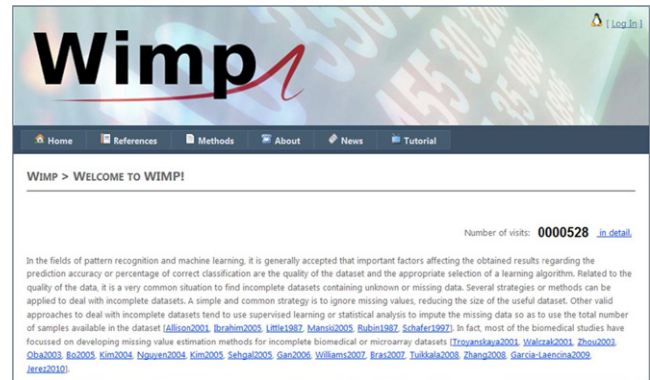 Wimp
[ Log In ]
Home References Methods About News Tutorial
WIMP > WELCOME TO WIMP!
Number of visits: 0000528 in detail.
In the fields of pattern recognition and machine learning, it is generally accepted that important factors affecting the obtained results regarding the
prediction accuracy or percentage of correct classification are the quality of the dataset and the appropriate selection of a learning algorithm. Related to the
quality of the data, it is a very common situation to find incomplete datasets containing unknown or missing data. Several strategies or methods can be
applied to deal with incomplete datasets. A simple and common strategy is to ignore missing values, reducing the size of the useful dataset. Other valid
approaches to deal with incomplete datasets tend to use supervised learning or statistical analysis to impute the missing data so as to use the total number
of samples available in the dataset [Allison2001, Ibrahim2005, Little1987, Manski2005, Rubin1987, Schafer1997]. In fact, most of the biomedical studies have
focussed on developing missing value estimation methods for incomplete biomedical or microarray datasets [Troyanskaya2001, Walczak2001, Zhou2003,
Oba2003, Bo2005, Kim2004, Nguyen2004, Kim2005, Sehgal2005, Gan2006, Williams2007, Bras2007, Tuikkala2008, Zhang2008, Garcia-Laencina2009,
Jerez2010].